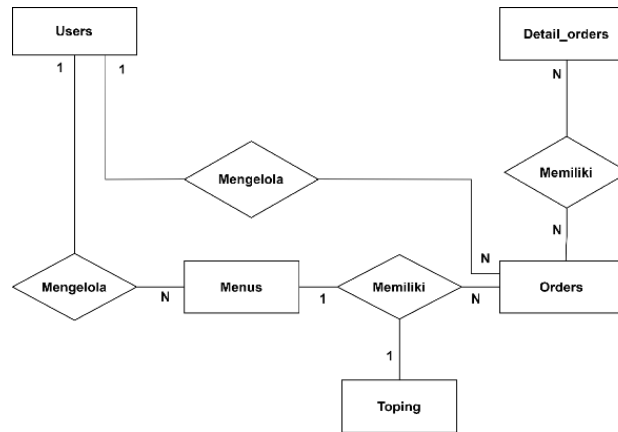 Users
Detail_orders
1
1
N
Memiliki
Mengelola
N
N
Mengelola
N
Menus
1
Memiliki
N
Orders
1
Toping